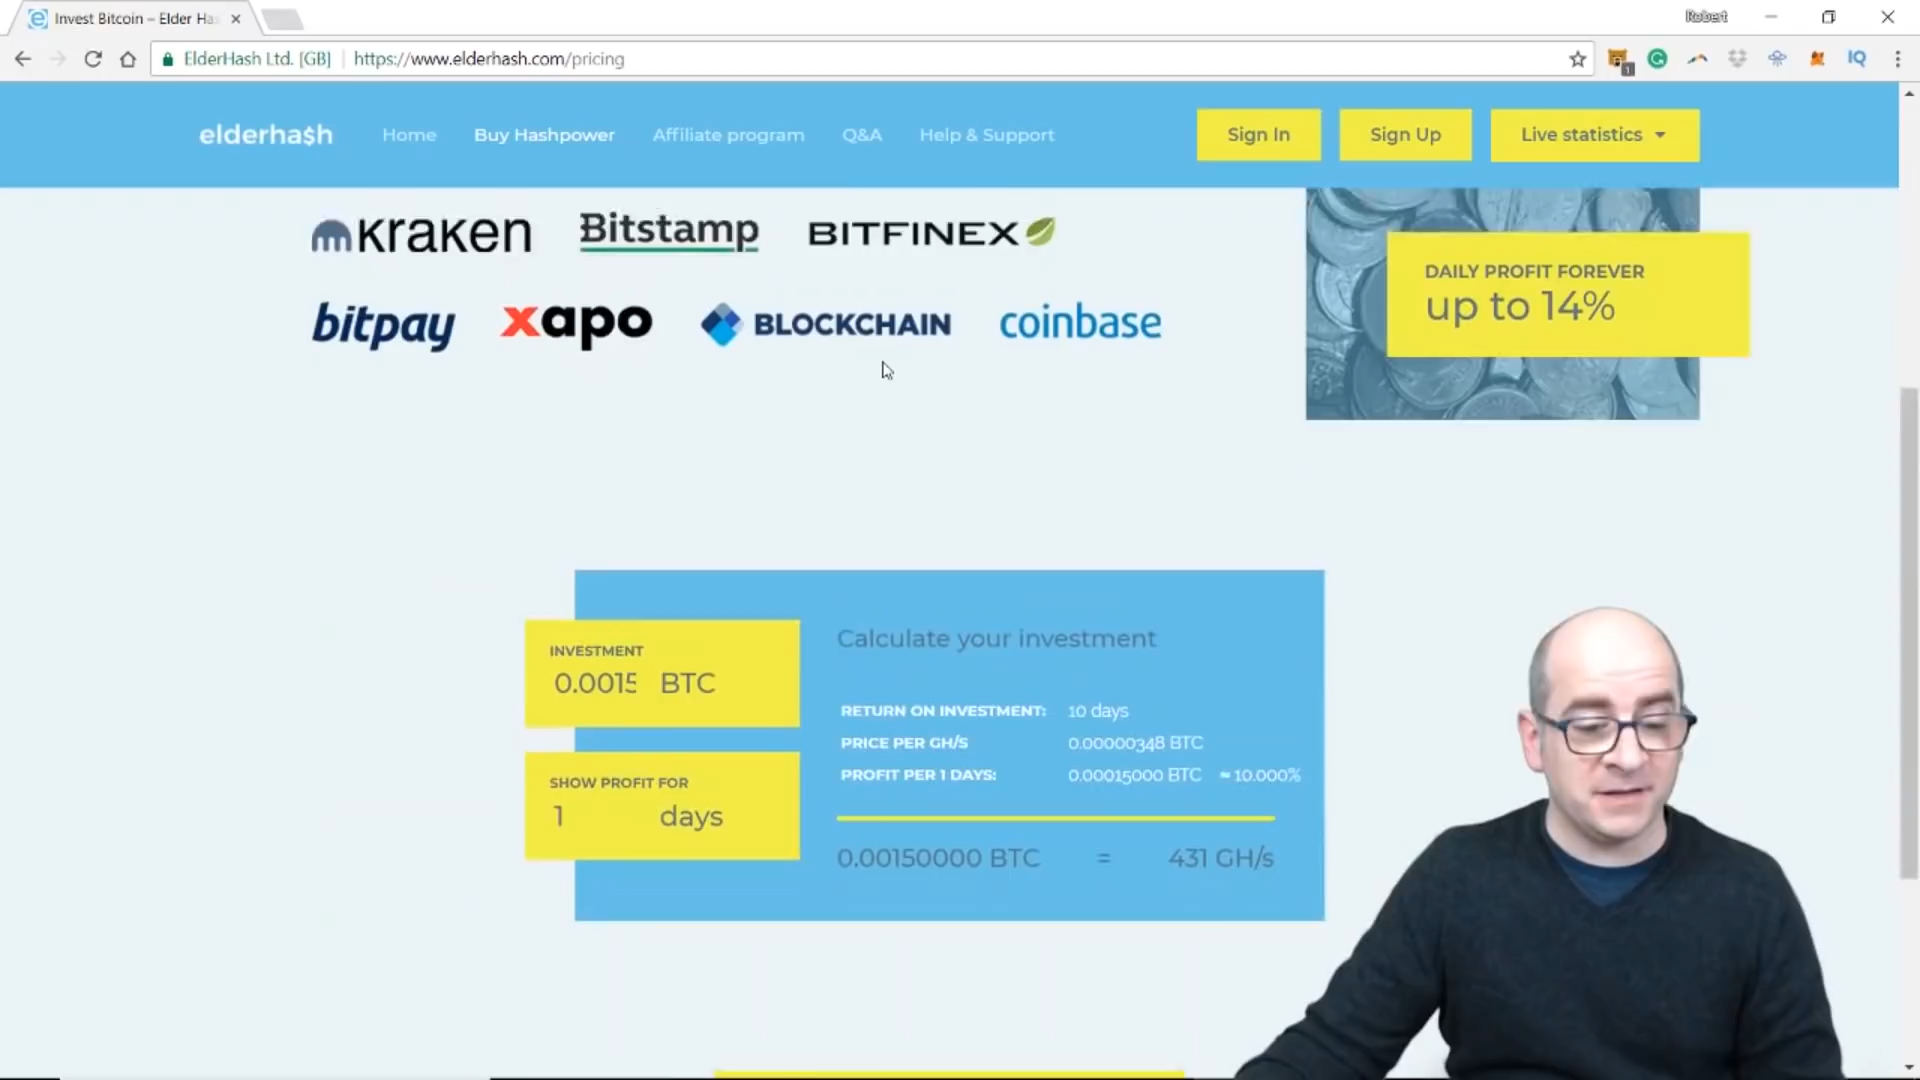 Invest Bitcoin – Elder Ha
Robert
ElderHash Ltd. [GB]
https://www.elderhash.com/pricing
1
IQ
elderha$h
Home
Buy Hashpower
Affiliate program
Q&A
Help & Support
Sign In
Sign Up
Live statistics
kraken
Bitstamp
BITFINEX
DAILY PROFIT FOREVER
up to 14%
bitpay
xapo
BLOCKCHAIN
coinbase
INVESTMENT
0.0015 BTC
SHOW PROFIT FOR
1 days
Calculate your investment
RETURN ON INVESTMENT: 10 days
PRICE PER GH/S 0.00000348 BTC
PROFIT PER 1 DAYS: 0.00015000 BTC ≈ 10.000%
0.00150000 BTC = 431 GH/s